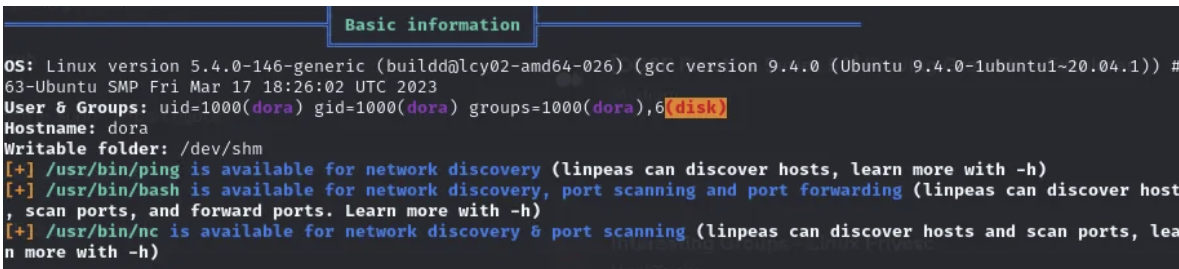 Basic information
OS: Linux version 5.4.0-146-generic (buildd@lcy02-amd64-026) (gcc version 9.4.0 (Ubuntu 9.4.0-1ubuntu1~20.04.1)) #
63-Ubuntu SMP Fri Mar 17 18:26:02 UTC 2023
User & Groups: uid=1000(dora) gid=1000(dora) groups=1000(dora),6(disk)
Hostname: dora
Writable folder: /dev/shm
[+] /usr/bin/ping is available for network discovery (linpeas can discover hosts, learn more with -h)
[+] /usr/bin/bash is available for network discovery, port scanning and port forwarding (linpeas can discover host
, scan ports, and forward ports. Learn more with -h)
[+] /usr/bin/nc is available for network discovery & port scanning (linpeas can discover hosts and scan ports, lea
n more with -h)